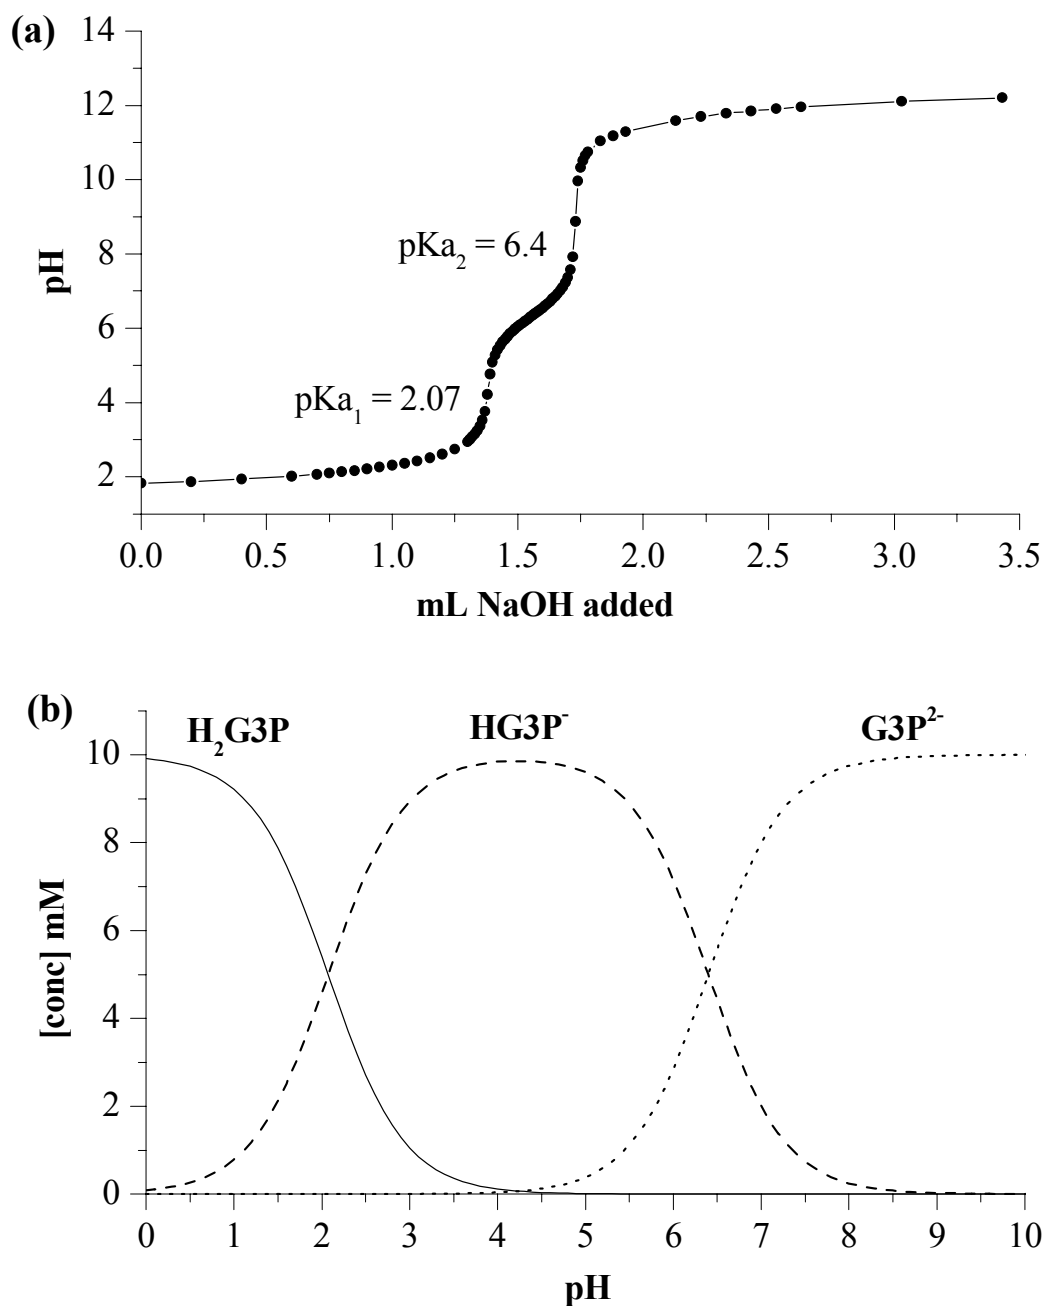 (a)
14
12
10
8
6
4
2
pH
pKa₂ = 6.4
pKa₁ = 2.07
0.0 0.5 1.0 1.5 2.0 2.5 3.0 3.5
mL NaOH added
(b)
H₂G3P HG3P⁻ G3P²⁻
10
8
6
4
2
0
[conc] mM
0 1 2 3 4 5 6 7 8 9 10
pH